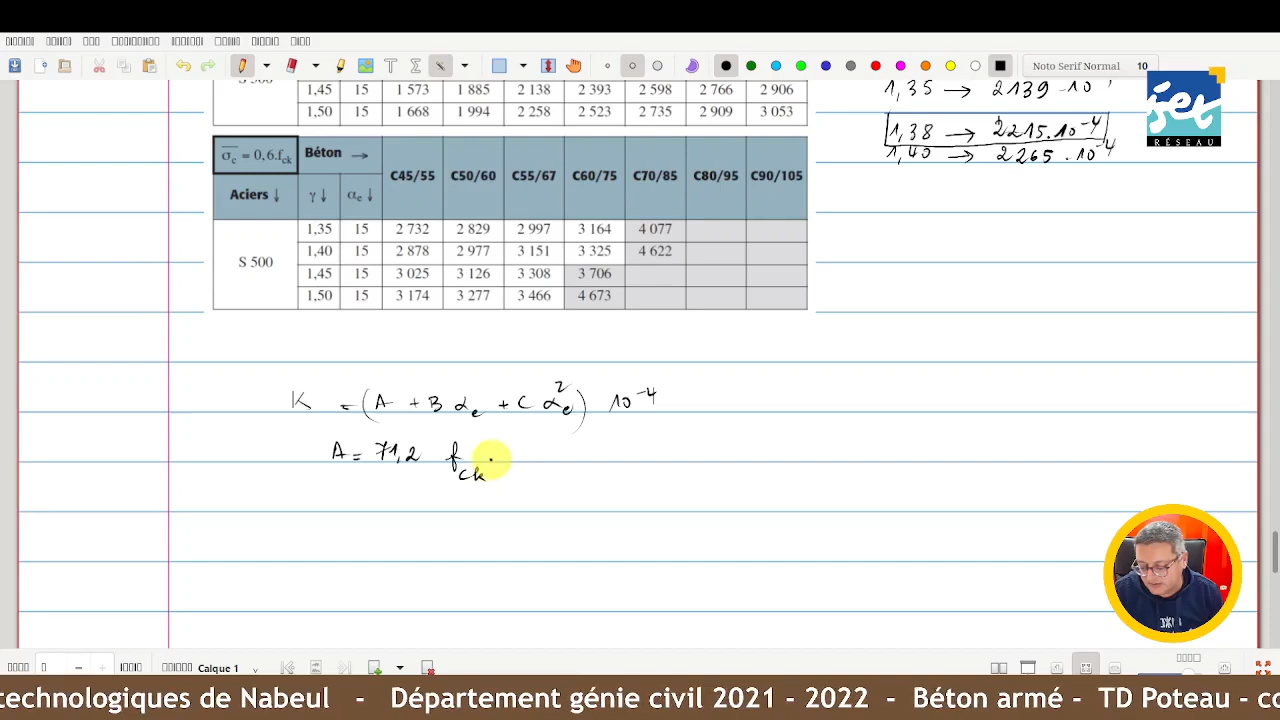 Noto Serif Normal 10
S 500 1,45 15 1 573 1 885 2 138 2 393 2 598 2 766 2 906
1,50 15 1 668 1 994 2 258 2 523 2 735 2 909 3 053
σc = 0,6.fck Béton → C45/55 C50/60 C55/67 C60/75 C70/85 C80/95 C90/105
Aciers ↓ γ ↓ αe ↓
S 500 1,35 15 2 732 2 829 2 997 3 164 4 077
1,40 15 2 878 2 977 3 151 3 325 4 622
1,45 15 3 025 3 126 3 308 3 706
1,50 15 3 174 3 277 3 466 4 673
1,35 → 2139 10
1,38 → 2215.10⁻⁴
1,40 → 2265 .10⁻⁴
iset
RÉSEAU
K = (A + B αe + C αe²) 10⁻⁴
A = 71,2 fck
Calque 1
technologiques de Nabeul - Département génie civil 2021 - 2022 - Béton armé - TD Poteau - co